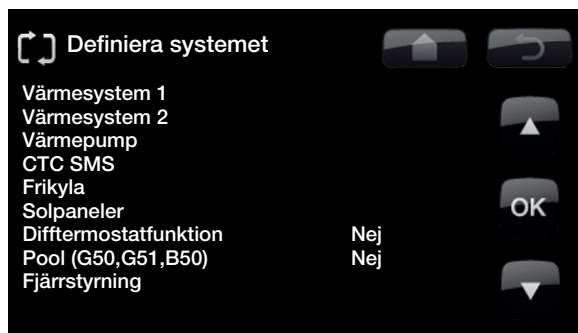 Definiera systemet
Värmesystem 1
Värmesystem 2
Värmepump
CTC SMS
Frikyla
Solpaneler
OK
Difftermostatfunktion Nej
Pool (G50,G51,B50) Nej
Fjärrstyrning